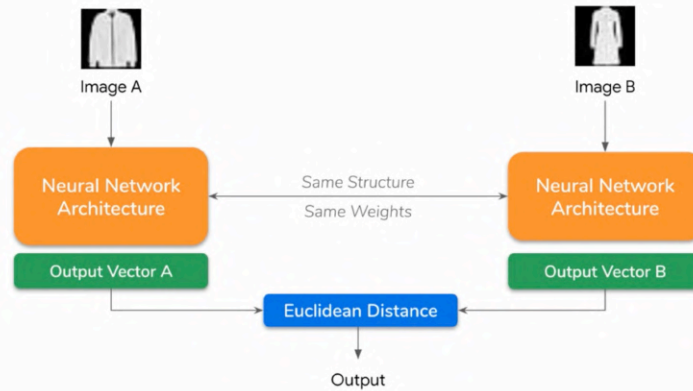 Image A
Image B
Neural Network
Architecture
Same Structure
Same Weights
Neural Network
Architecture
Output Vector A
Output Vector B
Euclidean Distance
Output